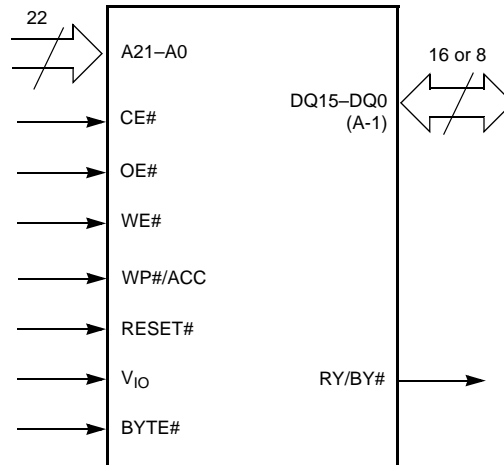 22
A21–A0
16 or 8
DQ15–DQ0
(A-1)
CE#
OE#
WE#
WP#/ACC
RESET#
VIO
RY/BY#
BYTE#